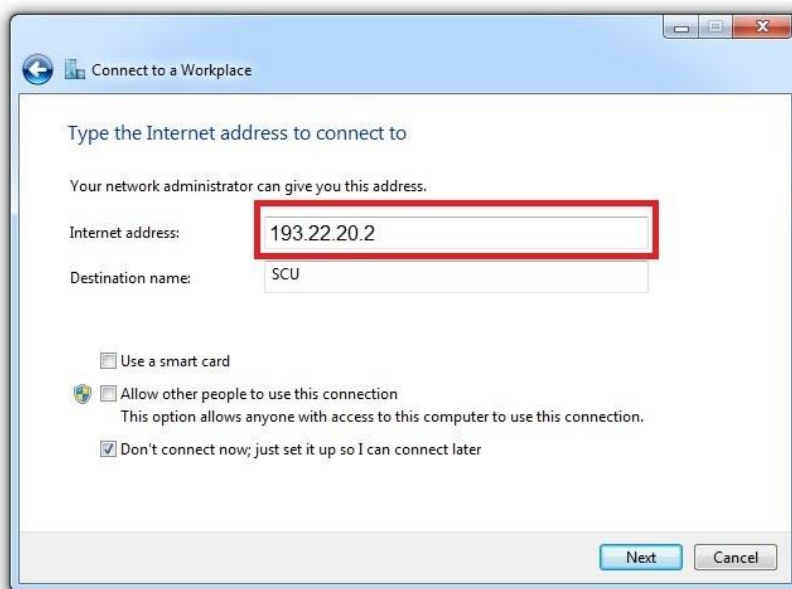 Connect to a Workplace
Type the Internet address to connect to
Your network administrator can give you this address.
Internet address: 193.22.20.2
Destination name: SCU
Use a smart card
Allow other people to use this connection
This option allows anyone with access to this computer to use this connection.
Don't connect now; just set it up so I can connect later
Next Cancel